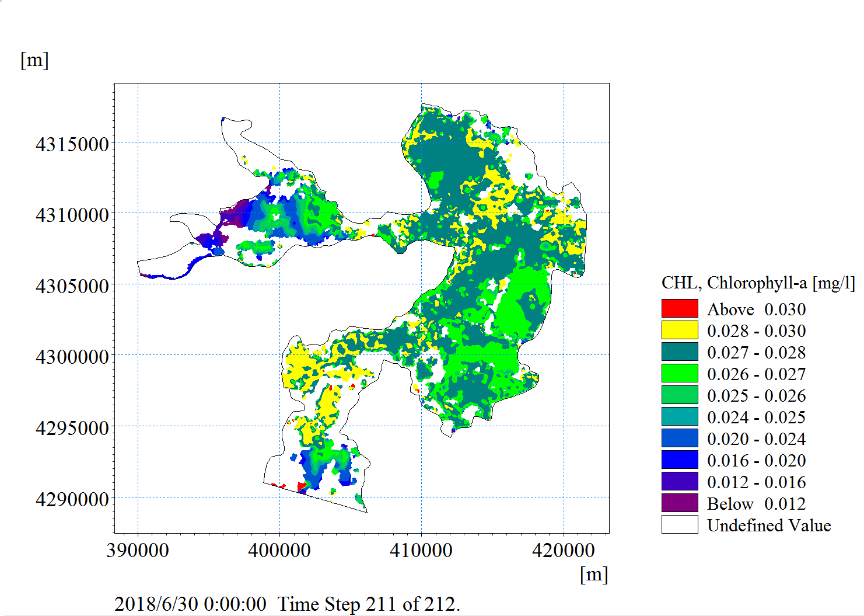 [m]
4315000
4310000
4305000
4300000
4295000
4290000
390000 400000 410000 420000
[m]
CHL, Chlorophyll-a [mg/l]
Above 0.030
0.028 - 0.030
0.027 - 0.028
0.026 - 0.027
0.025 - 0.026
0.024 - 0.025
0.020 - 0.024
0.016 - 0.020
0.012 - 0.016
Below 0.012
Undefined Value
2018/6/30 0:00:00 Time Step 211 of 212.